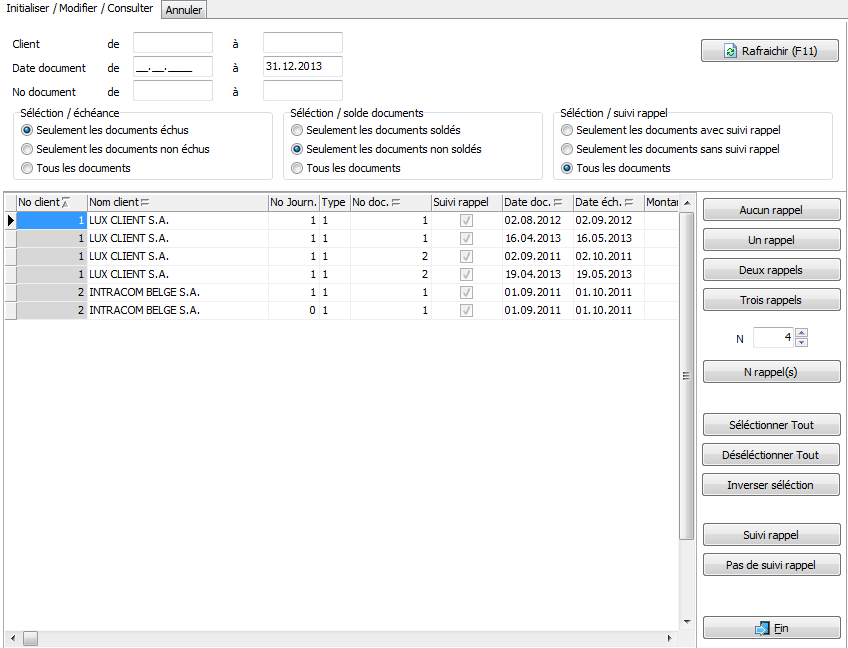 Initialiser / Modifier / Consulter Annuler
Client de à
Date document de __.__.____ à 31.12.2013
No document de à
Rafraichir (F11)
Séléction / échéance
Seulement les documents échus
Seulement les documents non échus
Tous les documents
Séléction / solde documents
Seulement les documents soldés
Seulement les documents non soldés
Tous les documents
Séléction / suivi rappel
Seulement les documents avec suivi rappel
Seulement les documents sans suivi rappel
Tous les documents
No client Nom client No Journ. Type No doc. Suivi rappel Date doc. Date éch. Montan
1 LUX CLIENT S.A. 1 1 1 02.08.2012 02.09.2012
1 LUX CLIENT S.A. 1 1 1 16.04.2013 16.05.2013
1 LUX CLIENT S.A. 1 1 2 02.09.2011 02.10.2011
1 LUX CLIENT S.A. 1 1 2 19.04.2013 19.05.2013
2 INTRACOM BELGE S.A. 1 1 1 01.09.2011 01.10.2011
2 INTRACOM BELGE S.A. 0 1 1 01.09.2011 01.10.2011
Aucun rappel
Un rappel
Deux rappels
Trois rappels
N 4
N rappel(s)
Séléctionner Tout
Déséléctionner Tout
Inverser séléction
Suivi rappel
Pas de suivi rappel
Fin